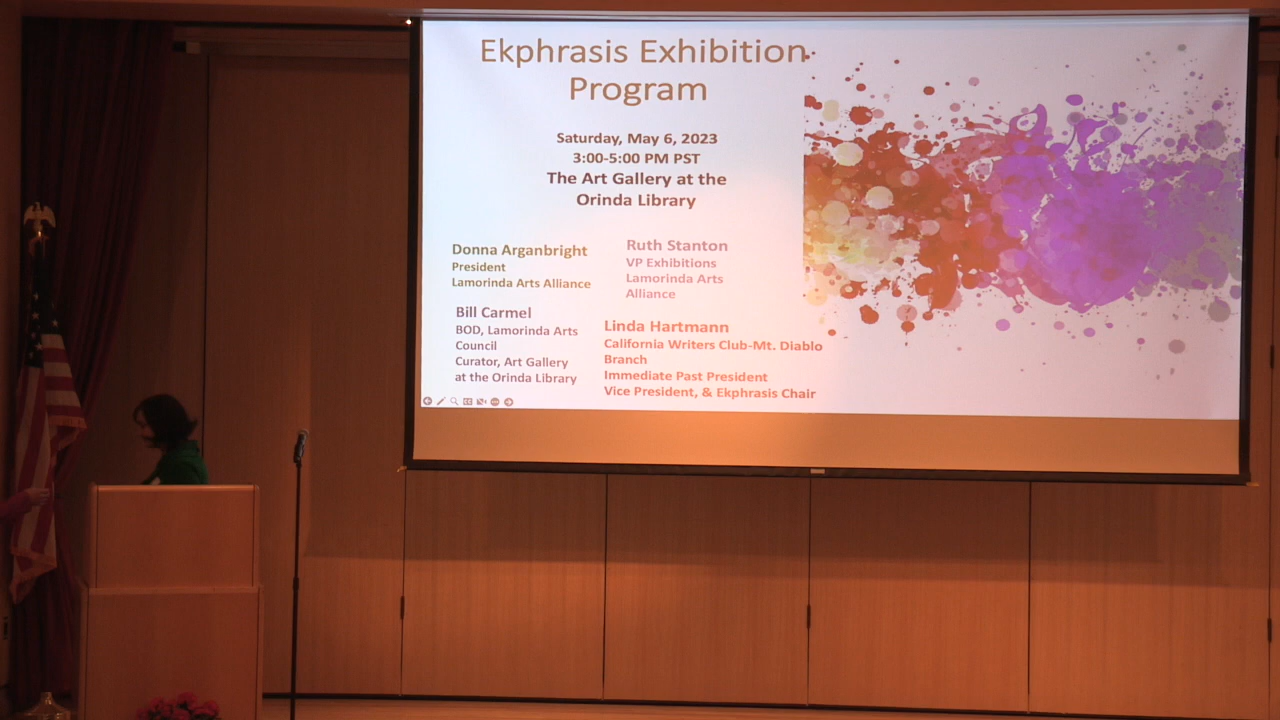 Ekphrasis Exhibition
Program
Saturday, May 6, 2023
3:00-5:00 PM PST
The Art Gallery at the
Orinda Library
Donna Arganbright
President
Lamorinda Arts Alliance
Ruth Stanton
VP Exhibitions
Lamorinda Arts
Alliance
Bill Carmel
BOD, Lamorinda Arts
Council
Curator, Art Gallery
at the Orinda Library
Linda Hartmann
California Writers Club-Mt. Diablo
Branch
Immediate Past President
Vice President, & Ekphrasis Chair